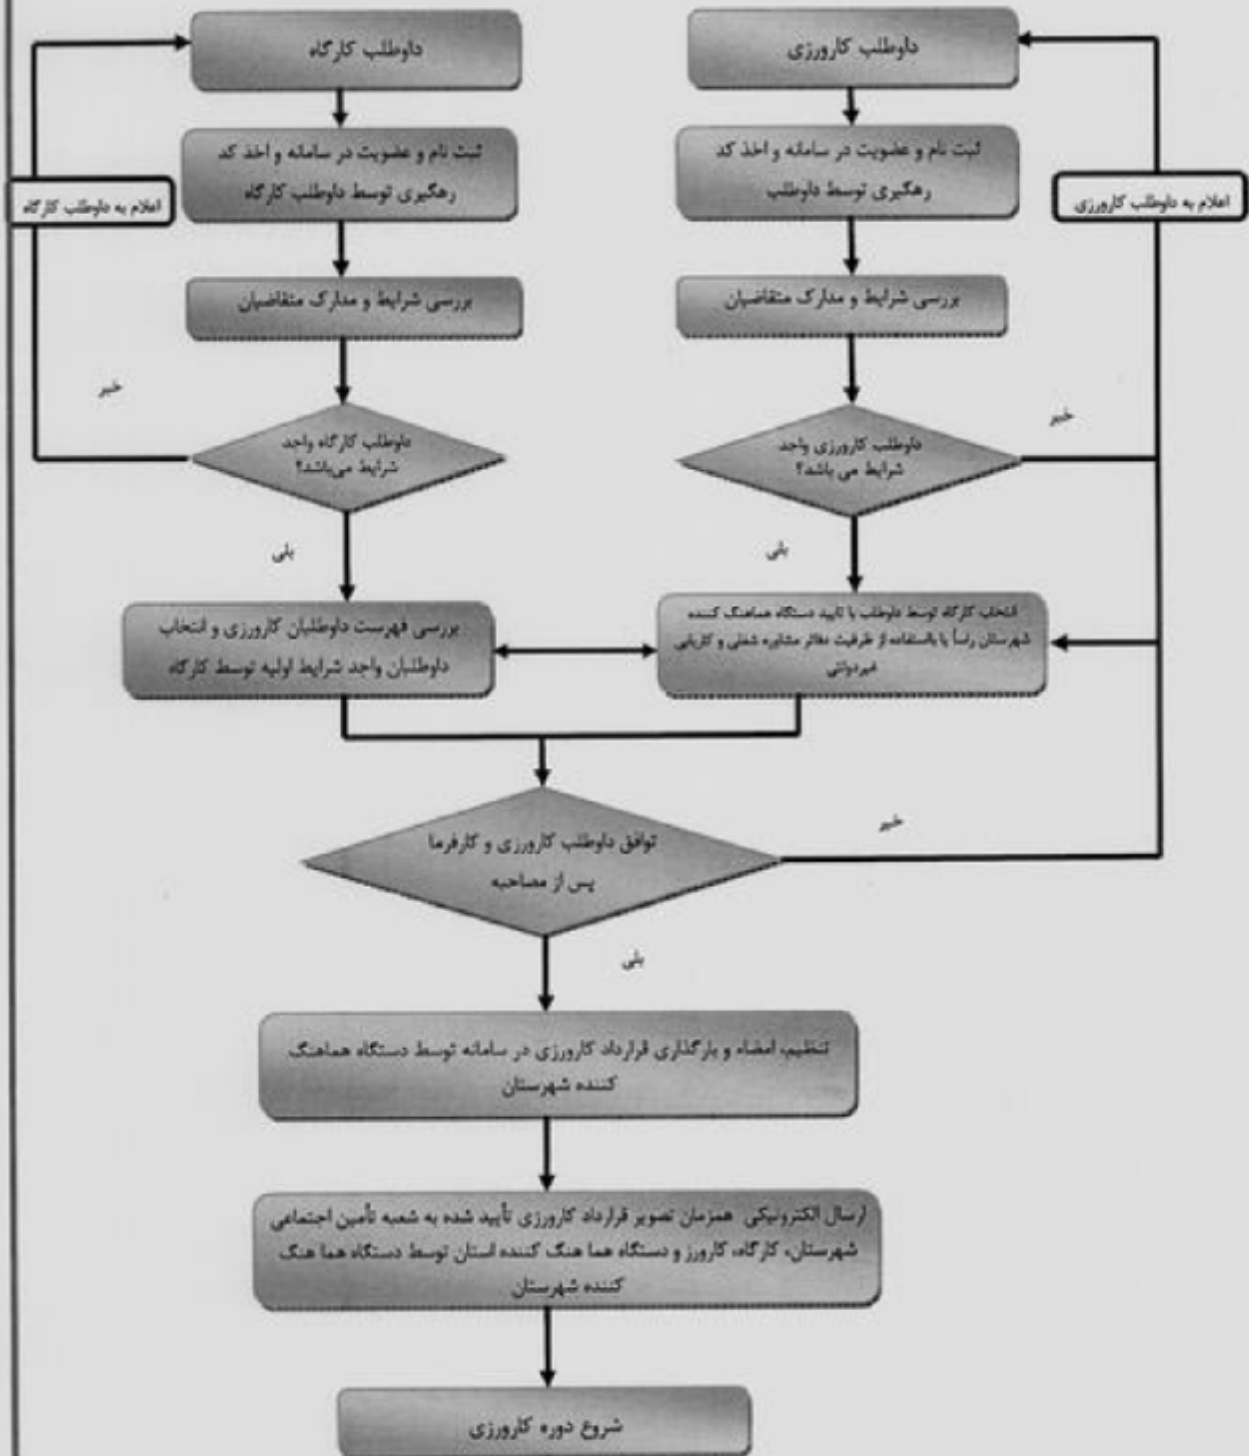 داوطلب کارورزی
ثبت نام و عضویت در سامانه و اخذ کد
رهگیری توسط داوطلب
بررسی شرایط و مدارک متقاضیان
داوطلب کارورزی واجد
شرایط می باشد؟
خیر
اعلام به داوطلب کارورزی
بلی
انتخاب کارگاه توسط داوطلب با تایید دستگاه هماهنگ کننده
شهرستان رأساً یا بااستفاده از ظرفیت دفاتر مشاوره شغلی و کاریابی
غیردولتی
داوطلب کارگاه
ثبت نام و عضویت در سامانه و اخذ کد
رهگیری توسط داوطلب کارگاه
بررسی شرایط و مدارک متقاضیان
داوطلب کارگاه واجد
شرایط می‌باشد؟
خیر
اعلام به داوطلب کارگاه
بلی
بررسی فهرست داوطلبان کارورزی و انتخاب
داوطلبان واجد شرایط اولیه توسط کارگاه
توافق داوطلب کارورزی و کارفرما
پس از مصاحبه
خیر
بلی
تنظیم، امضاء و بارگذاری قرارداد کارورزی در سامانه توسط دستگاه هماهنگ
کننده شهرستان
ارسال الکترونیکی همزمان تصویر قرارداد کارورزی تأیید شده به شعبه تأمین اجتماعی
شهرستان، کارگاه، کارورز و دستگاه هما هنگ کننده استان توسط دستگاه هما هنگ
کننده شهرستان
شروع دوره کارورزی